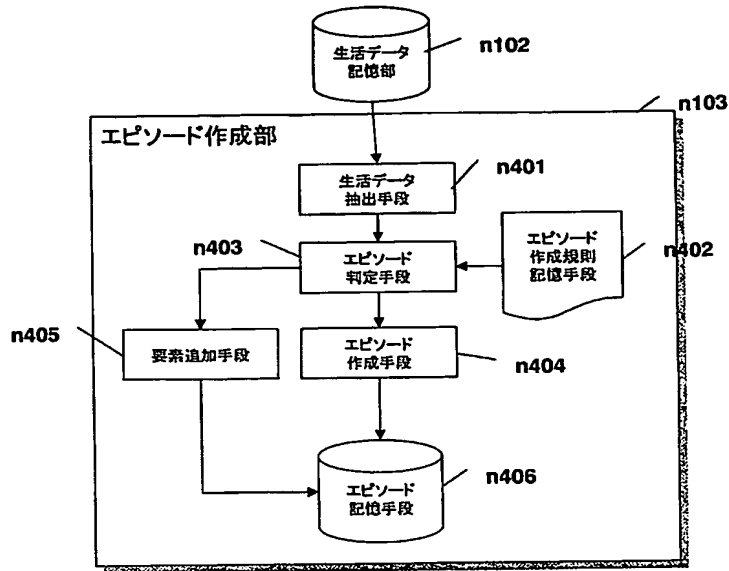 生活データ
記憶部
n102
n103
エピソード作成部
生活データ
抽出手段
n401
n403
エピソード
判定手段
エピソード
作成規則
記憶手段
n402
n405
要素追加手段
エピソード
作成手段
n404
エピソード
記憶手段
n406